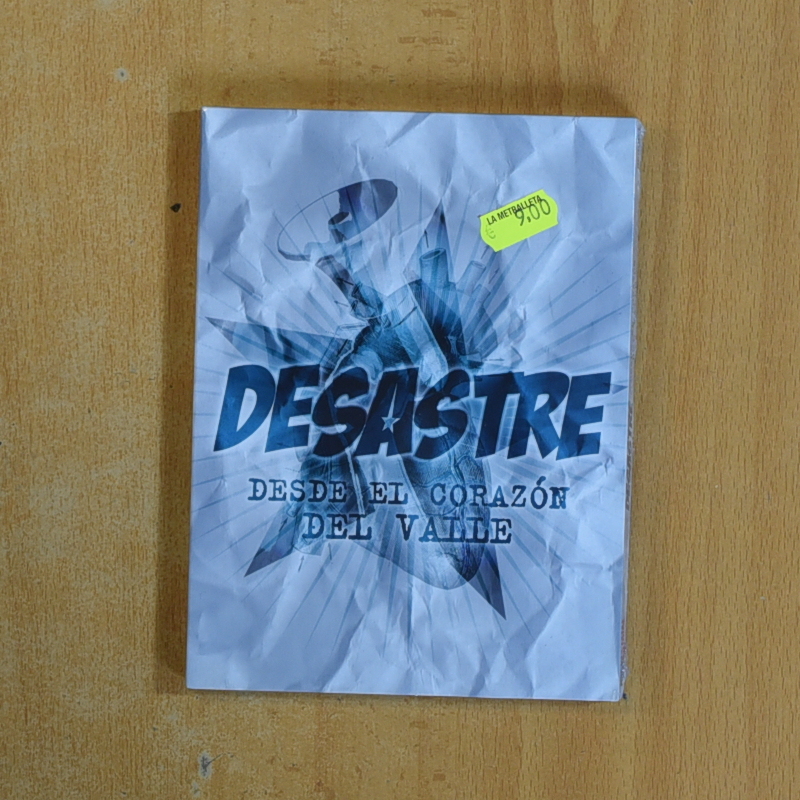 LA METRALLETA
€ 9,00
DESASTRE
DESDE EL CORAZÓN
DEL VALLE